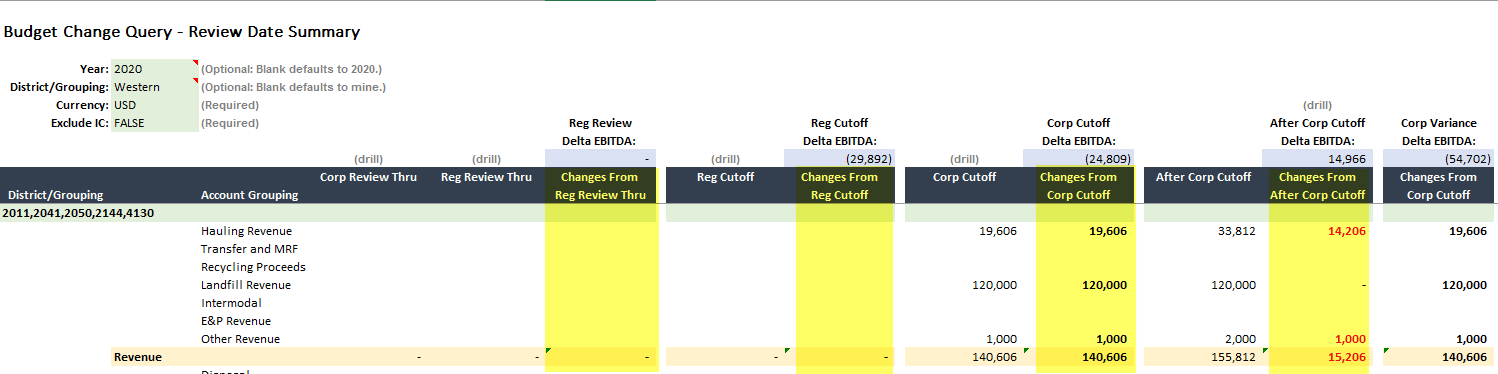 Budget Change Query - Review Date Summary
Year: 2020 (Optional: Blank defaults to 2020.)
District/Grouping: Western (Optional: Blank defaults to mine.)
Currency: USD (Required) (drill)
Exclude IC: FALSE (Required) Reg Review Reg Cutoff Corp Cutoff After Corp Cutoff Corp Variance
Delta EBITDA: Delta EBITDA: Delta EBITDA: Delta EBITDA: Delta EBITDA:
(drill) (drill) - (drill) (29,892) (drill) (24,809) 14,966 (54,702)
Corp Review Thru Reg Review Thru Changes From Reg Cutoff Changes From Corp Cutoff Changes From After Corp Cutoff Changes From Changes From
District/Grouping Account Grouping Reg Review Thru Reg Cutoff Corp Cutoff After Corp Cutoff Corp Cutoff
2011,2041,2050,2144,4130
Hauling Revenue 19,606 19,606 33,812 14,206 19,606
Transfer and MRF
Recycling Proceeds
Landfill Revenue 120,000 120,000 120,000 - 120,000
Intermodal
E&P Revenue
Other Revenue 1,000 1,000 2,000 1,000 1,000
Revenue - - - - - 140,606 140,606 155,812 15,206 140,606